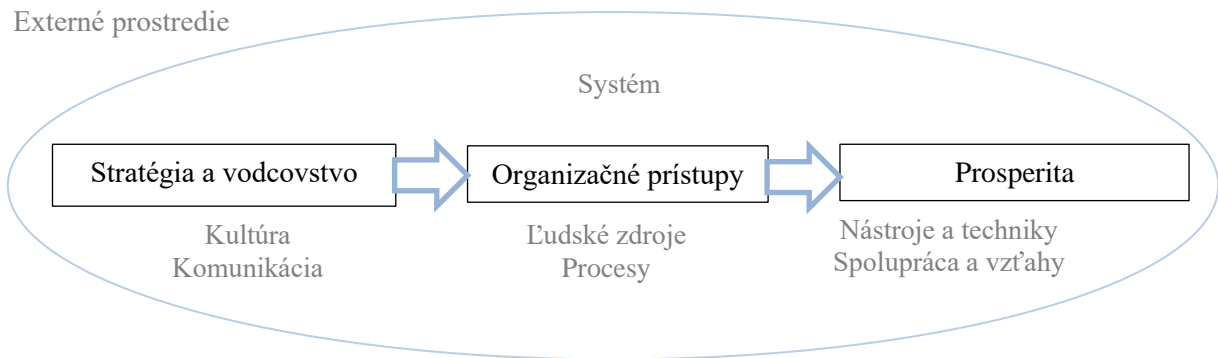 Externé prostredie
Systém
Stratégia a vodcovstvo
Organizačné prístupy
Prosperita
Kultúra
Komunikácia
Ľudské zdroje
Procesy
Nástroje a techniky
Spolupráca a vzťahy